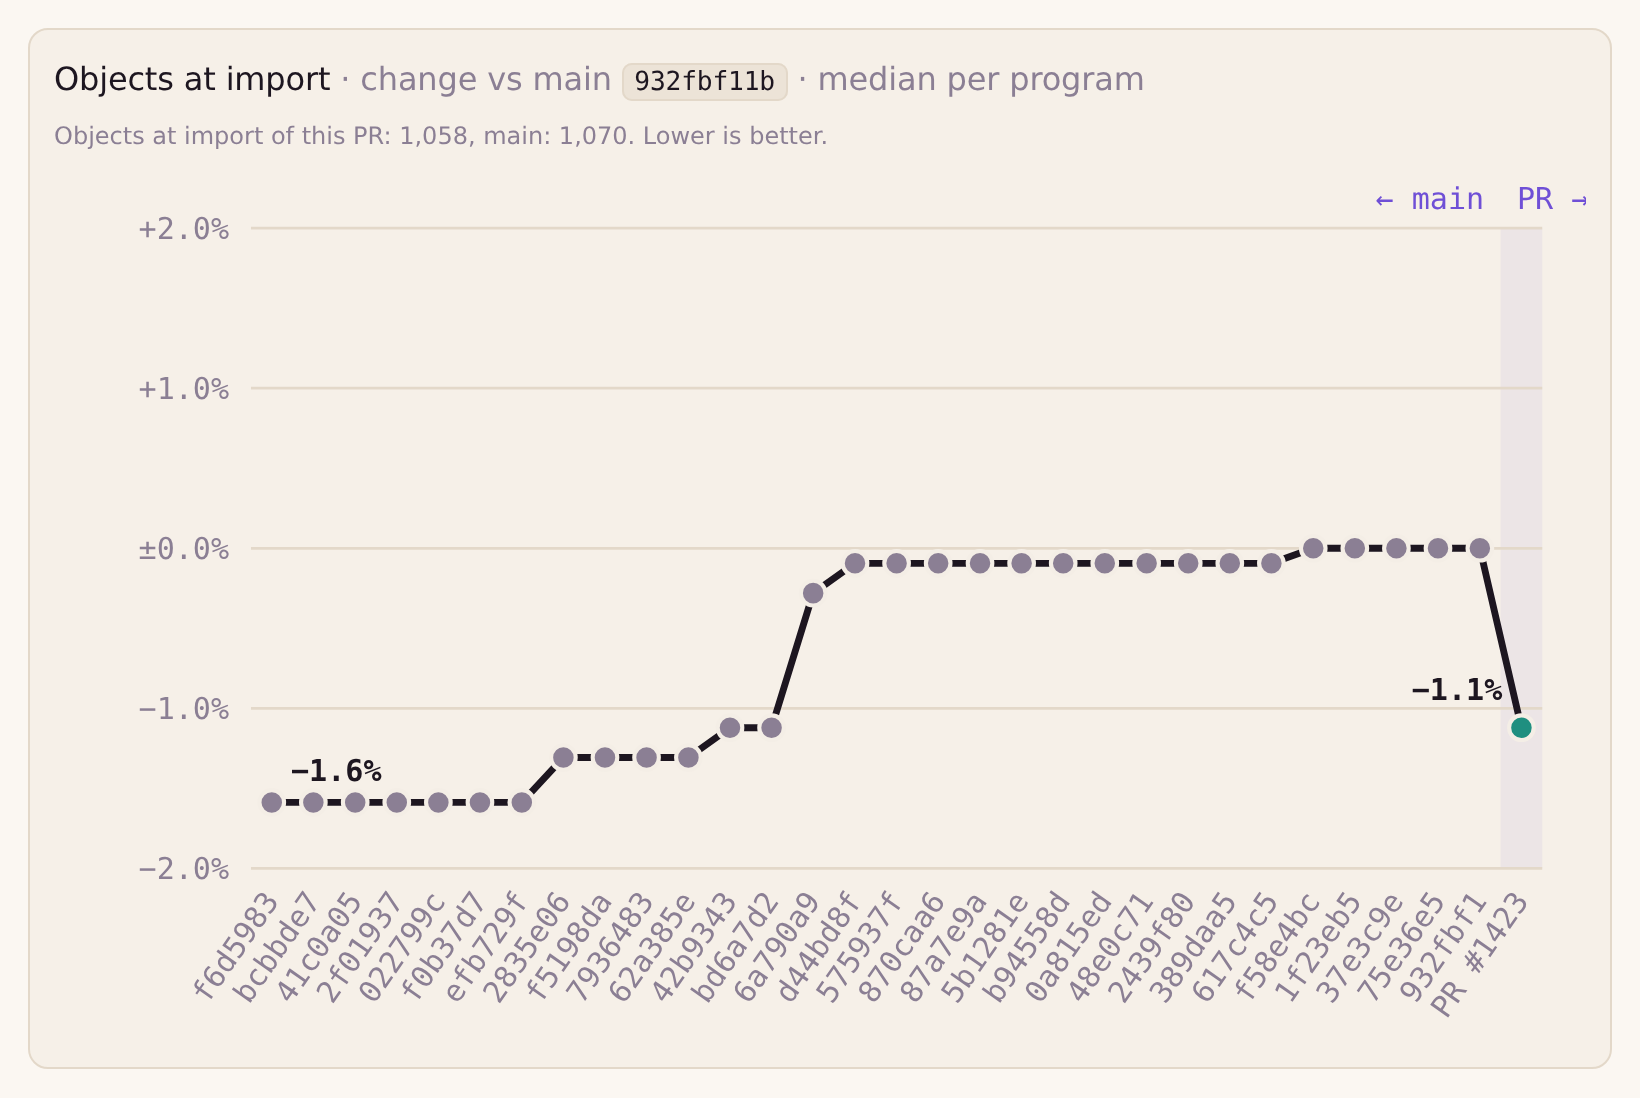 Objects at import · change vs main 932fbf11b · median per program
Objects at import of this PR: 1,058, main: 1,070. Lower is better.
← main PR →
+2.0%
+1.0%
±0.0%
−1.0%
−2.0%
−1.6%
−1.1%
f6d5983
bcbbde7
41c0a05
2f01937
022799c
f0b37d7
efb729f
2835e06
f5198da
7936483
62a385e
42b9343
bd6a7d2
6a790a9
d44bd8f
575937f
870caa6
87a7e9a
5b1281e
b94558d
0a815ed
48e0c71
2439f80
389daa5
617c4c5
f58e4bc
1f23eb5
37e3c9e
75e36e5
932fbf1
PR #1423